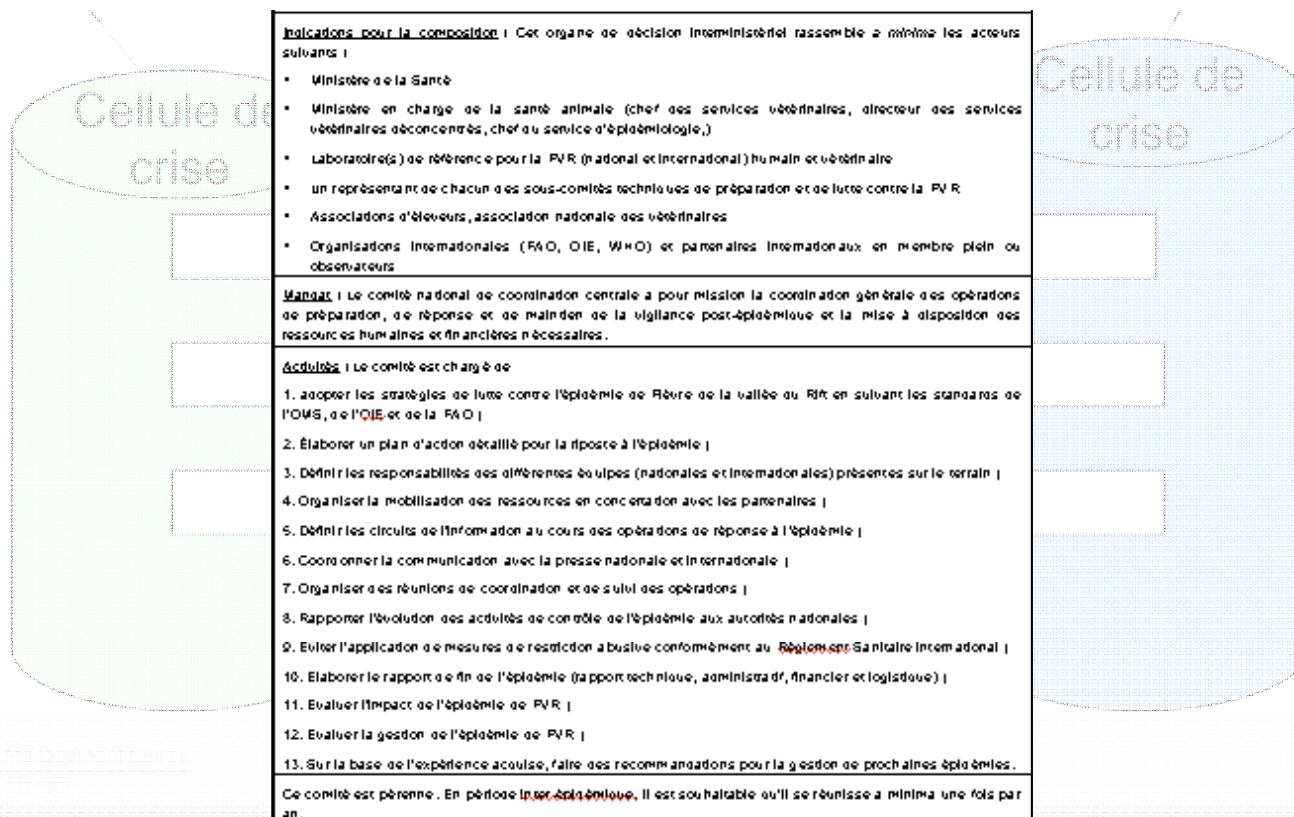 Cellule de
crise
Cellule de
crise
Indications pour la composition : Cet organe de décision interministériel rassemble a minima les acteurs
suivants :
• Ministère de la Santé
• Ministère en charge de la santé animale (chef des services vétérinaires, directeur des services
vétérinaires déconcentrés, chef du service d'épidémiologie,)
• Laboratoire(s) de référence pour la FVR (national et international) humain et vétérinaire
• un représentant de chacun des sous-comités techniques de préparation et de lutte contre la FVR
• Associations d'éleveurs, association nationale des vétérinaires
• Organisations internationales (FAO, OIE, WHO) et partenaires internationaux en membre plein ou
observateurs
Mandat : Le comité national de coordination centrale a pour mission la coordination générale des opérations
de préparation, de réponse et de maintien de la vigilance post-épidémique et la mise à disposition des
ressources humaines et financières nécessaires.
Activités : Le comité est chargé de
1. adopter les stratégies de lutte contre l'épidémie de Fièvre de la vallée du Rift en suivant les standards de
l'OMS, de l'OIE et de la FAO ;
2. Élaborer un plan d'action détaillé pour la riposte à l'épidémie ;
3. Définir les responsabilités des différentes équipes (nationales et internationales) présentes sur le terrain ;
4. Organiser la mobilisation des ressources en concertation avec les partenaires ;
5. Définir les circuits de l'information au cours des opérations de réponse à l'épidémie ;
6. Coordonner la communication avec la presse nationale et internationale ;
7. Organiser des réunions de coordination et de suivi des opérations ;
8. Rapporter l'évolution des activités de contrôle de l'épidémie aux autorités nationales ;
9. Eviter l'application de mesures de restriction abusive conformément au Règlement Sanitaire International ;
10. Elaborer le rapport de fin de l'épidémie (rapport technique, administratif, financier et logistique) ;
11. Evaluer l'impact de l'épidémie de FVR ;
12. Evaluer la gestion de l'épidémie de FVR ;
13. Sur la base de l'expérience acquise, faire des recommandations pour la gestion de prochaines épidémies.
Ce comité est pérenne. En période inter-épidémique, il est souhaitable qu'il se réunisse a minima une fois par
an.